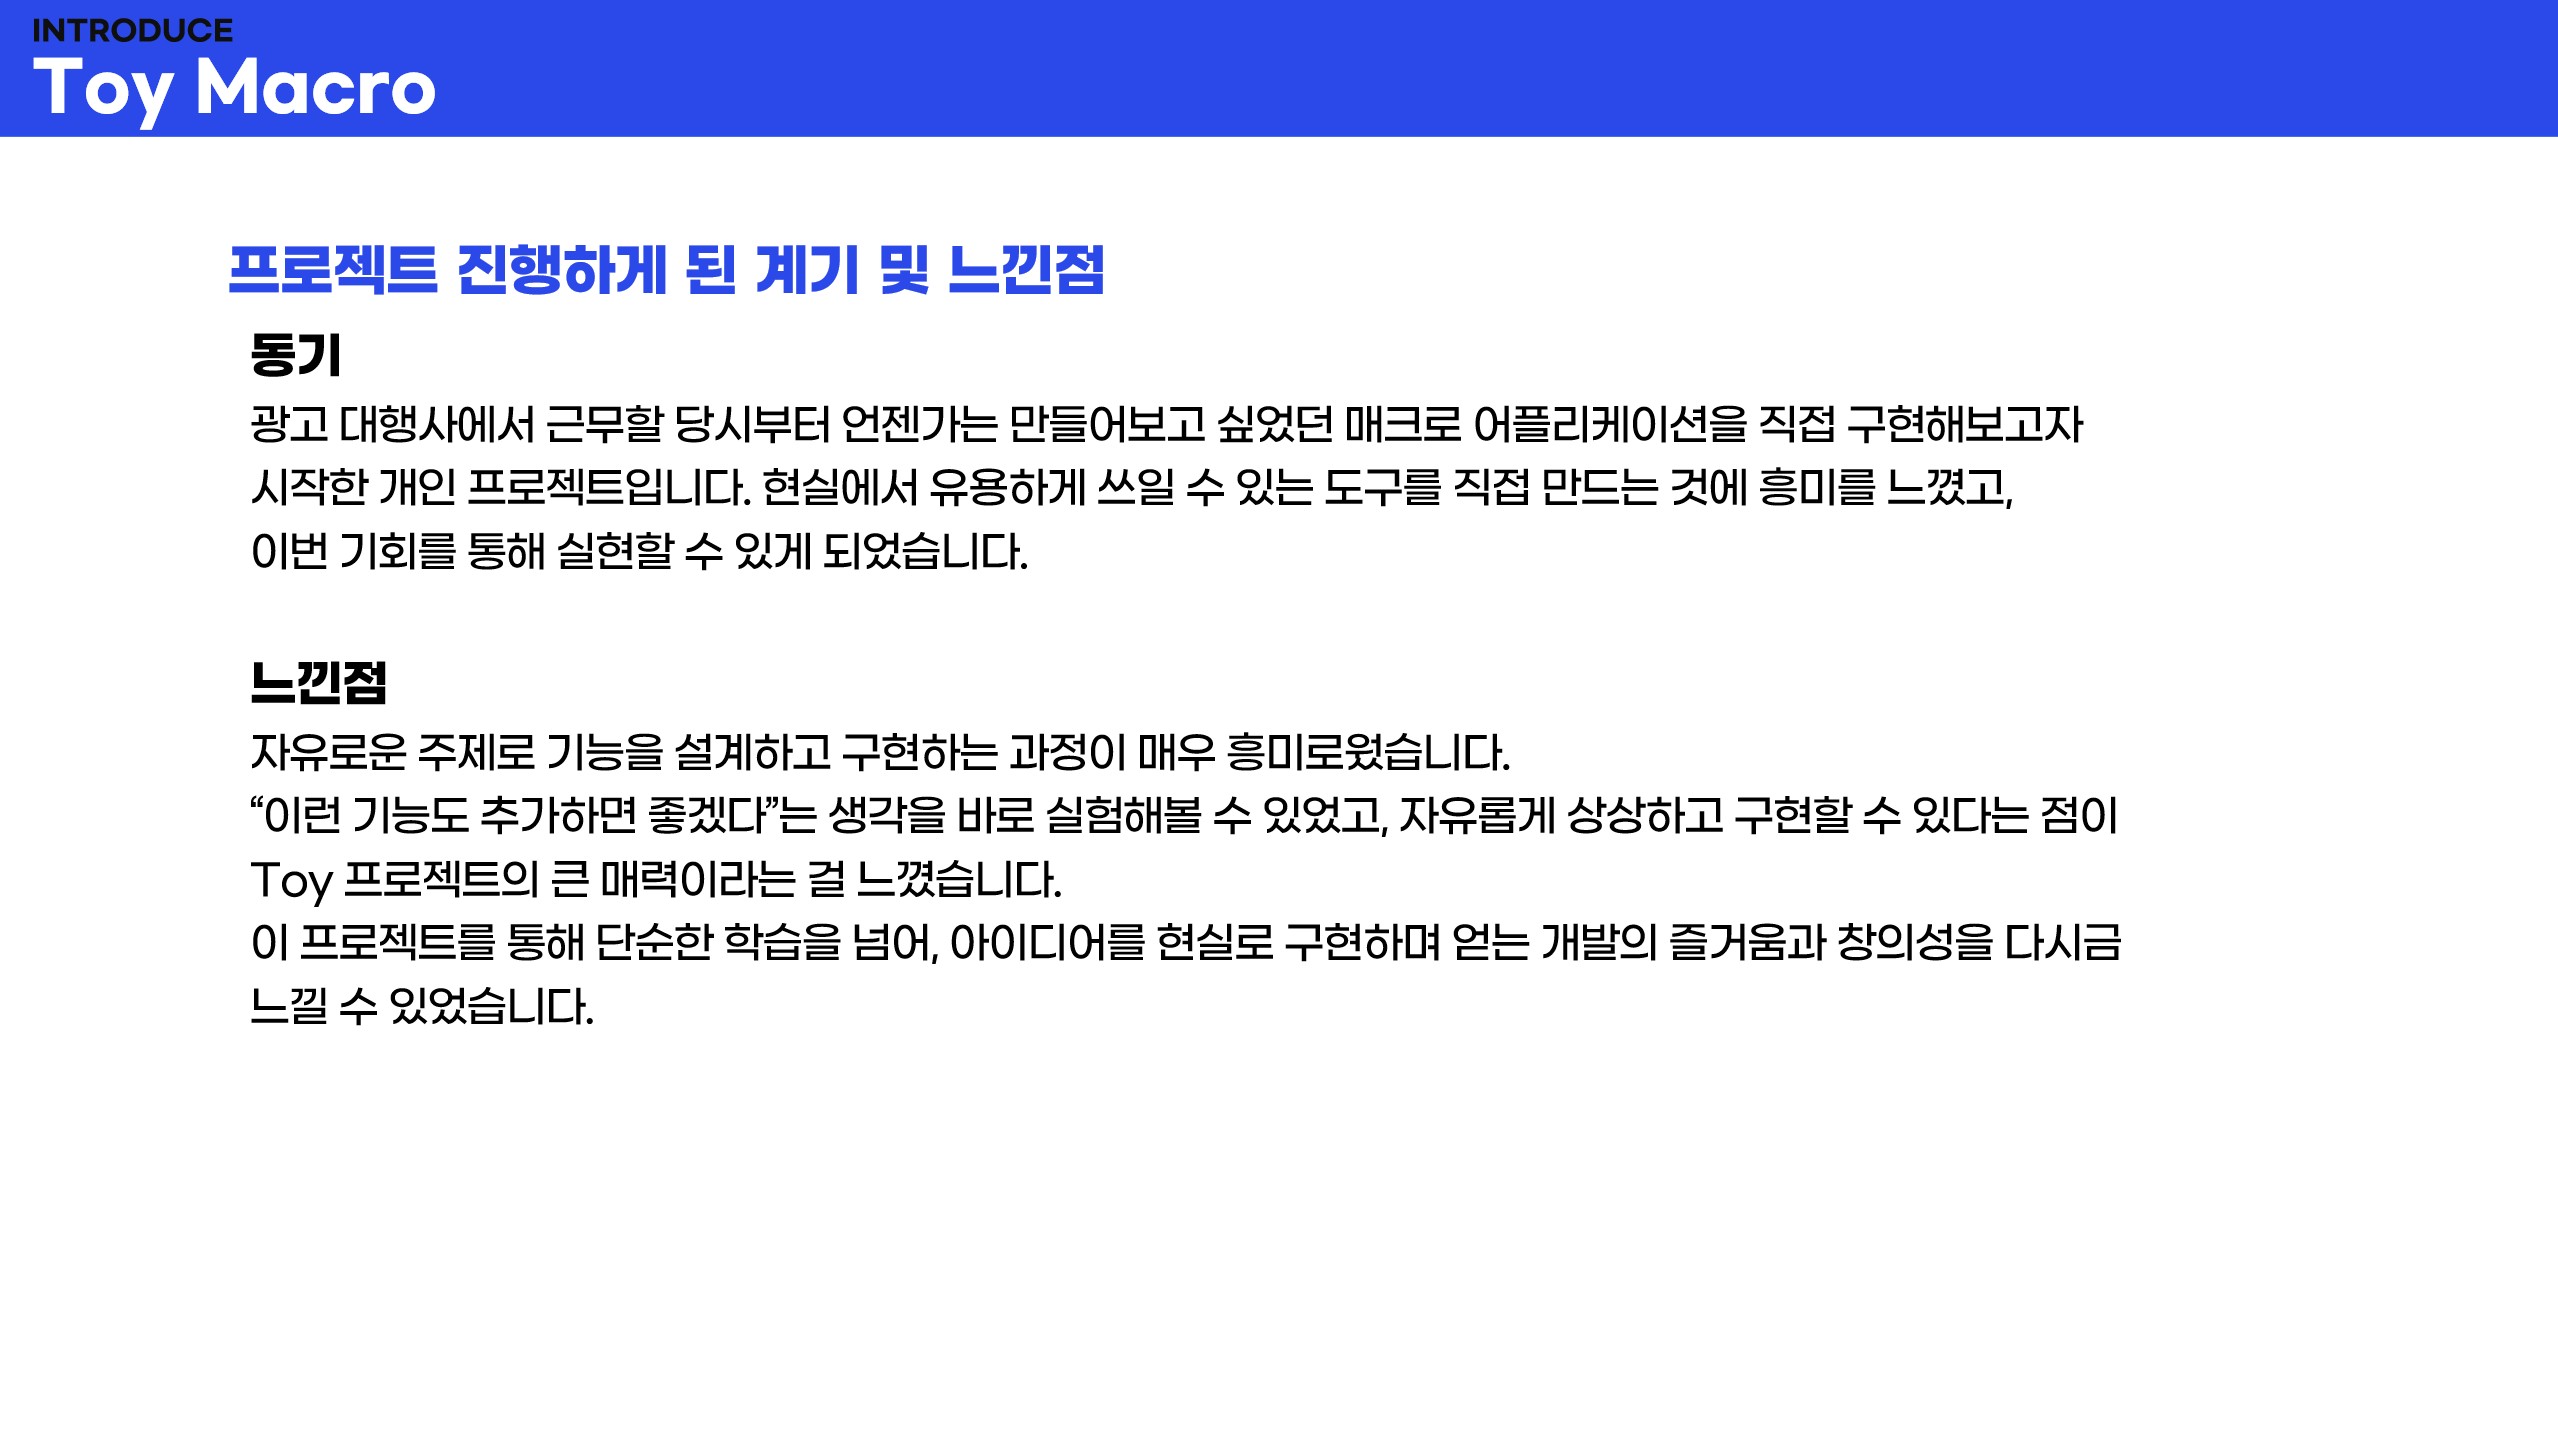 INTRODUCE
Toy Macro
프로젝트 진행하게 된 계기 및 느낀점
동기
광고 대행사에서 근무할 당시부터 언젠가는 만들어보고 싶었던 매크로 어플리케이션을 직접 구현해보고자
시작한 개인 프로젝트입니다. 현실에서 유용하게 쓰일 수 있는 도구를 직접 만드는 것에 흥미를 느꼈고,
이번 기회를 통해 실현할 수 있게 되었습니다.
느낀점
자유로운 주제로 기능을 설계하고 구현하는 과정이 매우 흥미로웠습니다.
“이런 기능도 추가하면 좋겠다”는 생각을 바로 실험해볼 수 있었고, 자유롭게 상상하고 구현할 수 있다는 점이
Toy 프로젝트의 큰 매력이라는 걸 느꼈습니다.
이 프로젝트를 통해 단순한 학습을 넘어, 아이디어를 현실로 구현하며 얻는 개발의 즐거움과 창의성을 다시금
느낄 수 있었습니다.